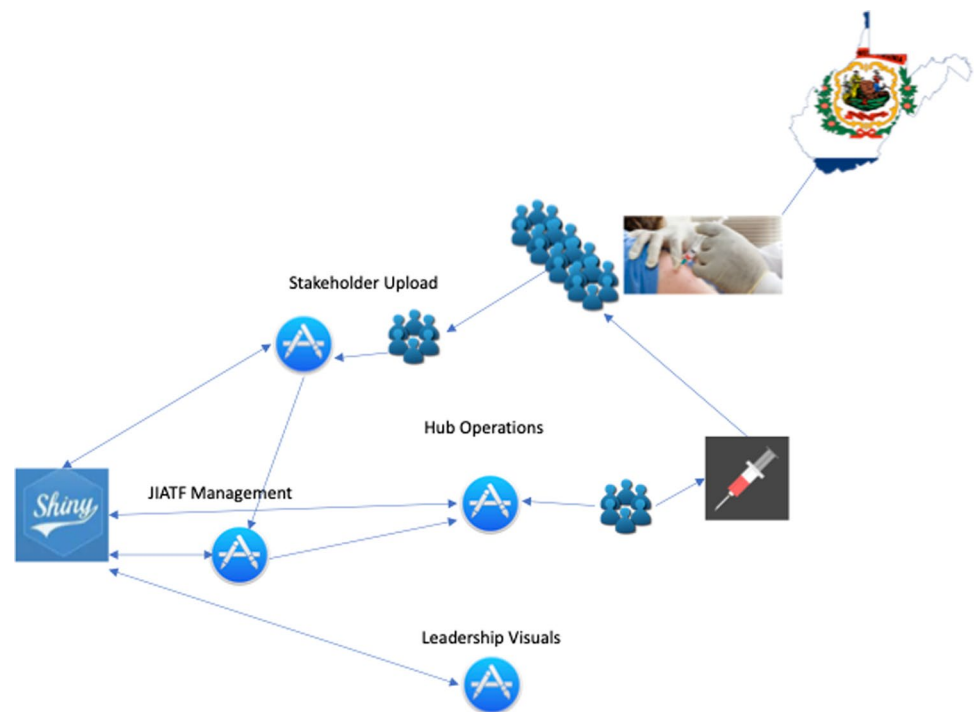 Stakeholder Upload
Hub Operations
JIATF Management
Shiny
Leadership Visuals